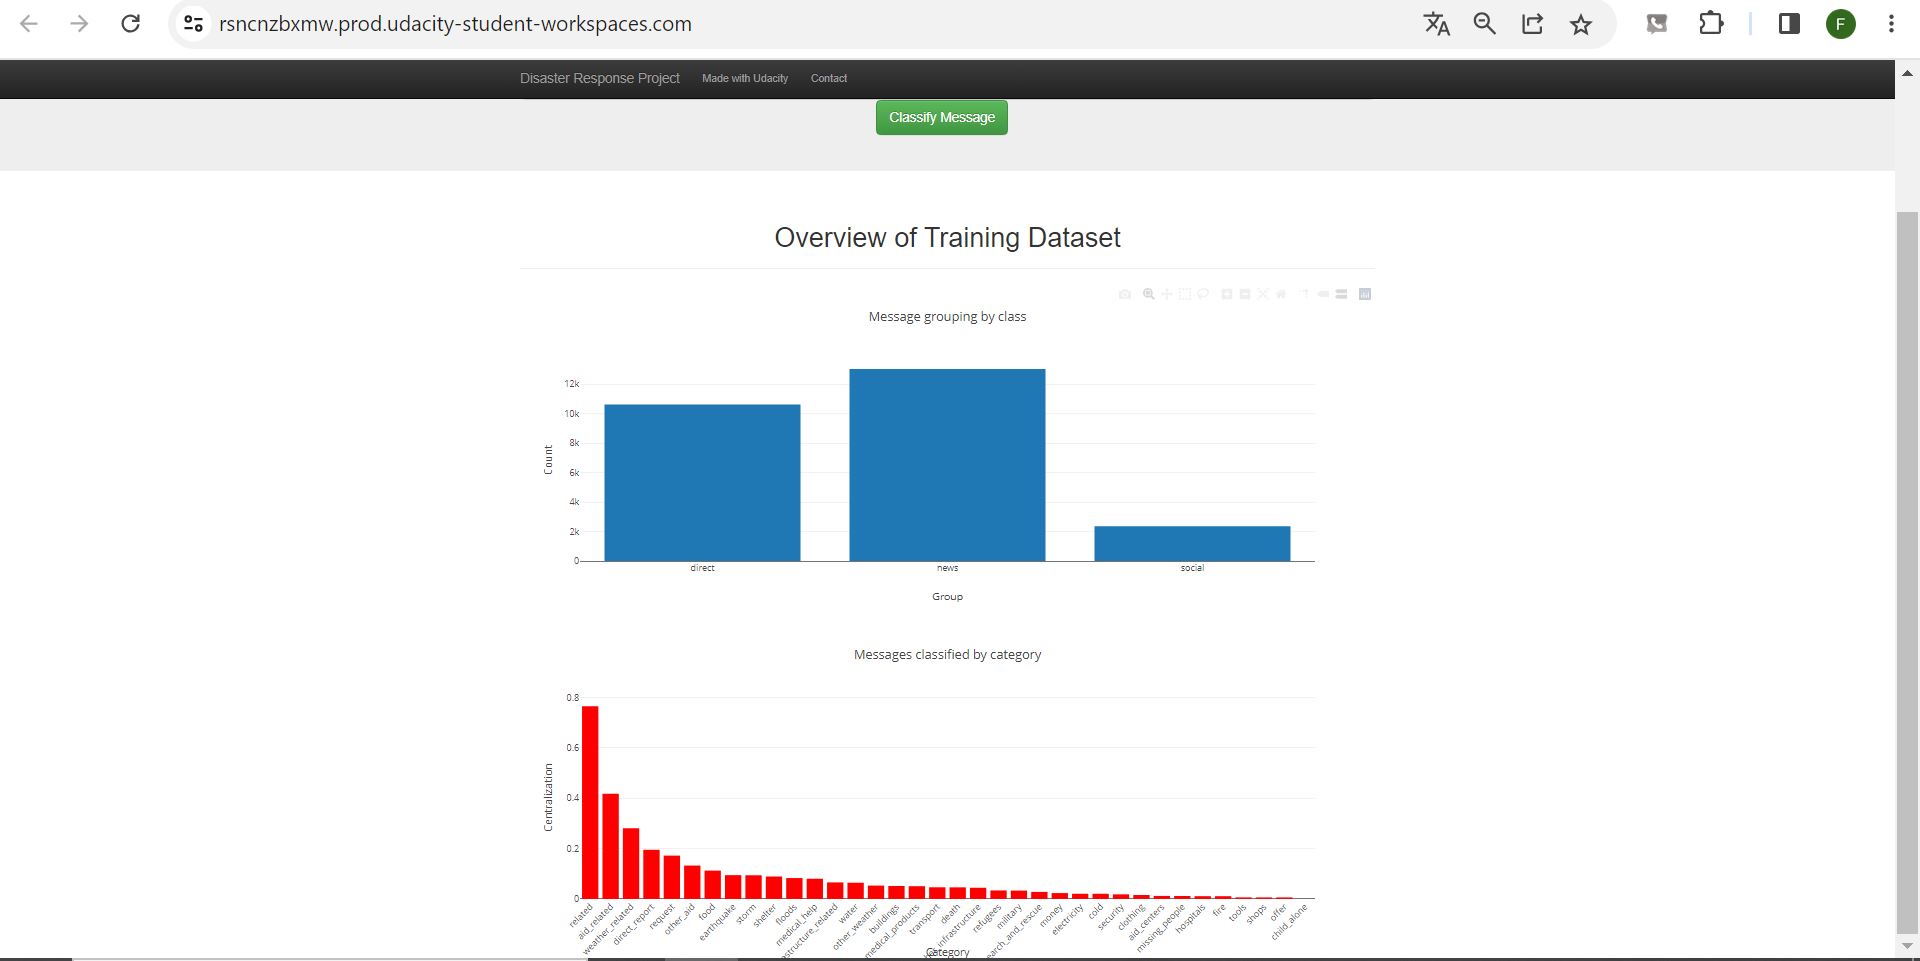 rsncnzbxmw.prod.udacity-student-workspaces.com
F
Disaster Response Project Made with Udacity Contact
Classify Message
Overview of Training Dataset
Message grouping by class
12k
10k
8k
6k
4k
2k
0
Count
direct news social
Group
Messages classified by category
0.8
0.6
0.4
0.2
0
Centralization
related aid_related weather_related direct_report request other_aid food earthquake storm shelter floods medical_help structure_related water other_weather buildings medical_products transport death infrastructure refugees military earch_and_rescue money electricity cold security clothing aid_centers missing_people hospitals fire tools shops offer child_alone
Category